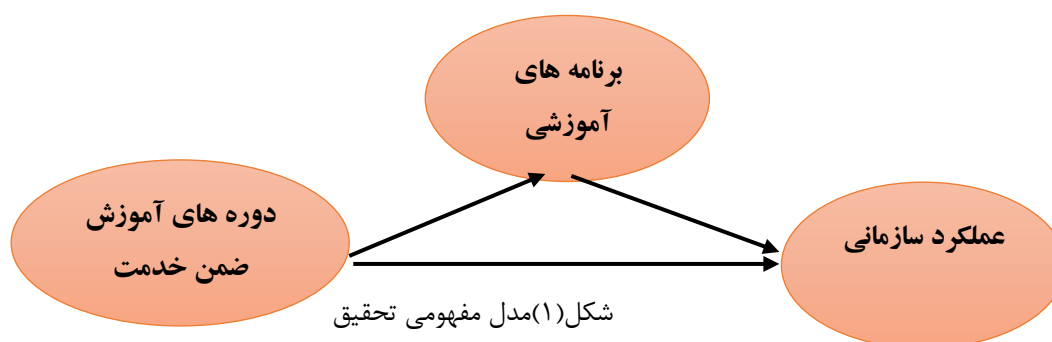 برنامه های
آموزشی
دوره های آموزش
ضمن خدمت
عملکرد سازمانی
شکل(۱)مدل مفهومی تحقیق